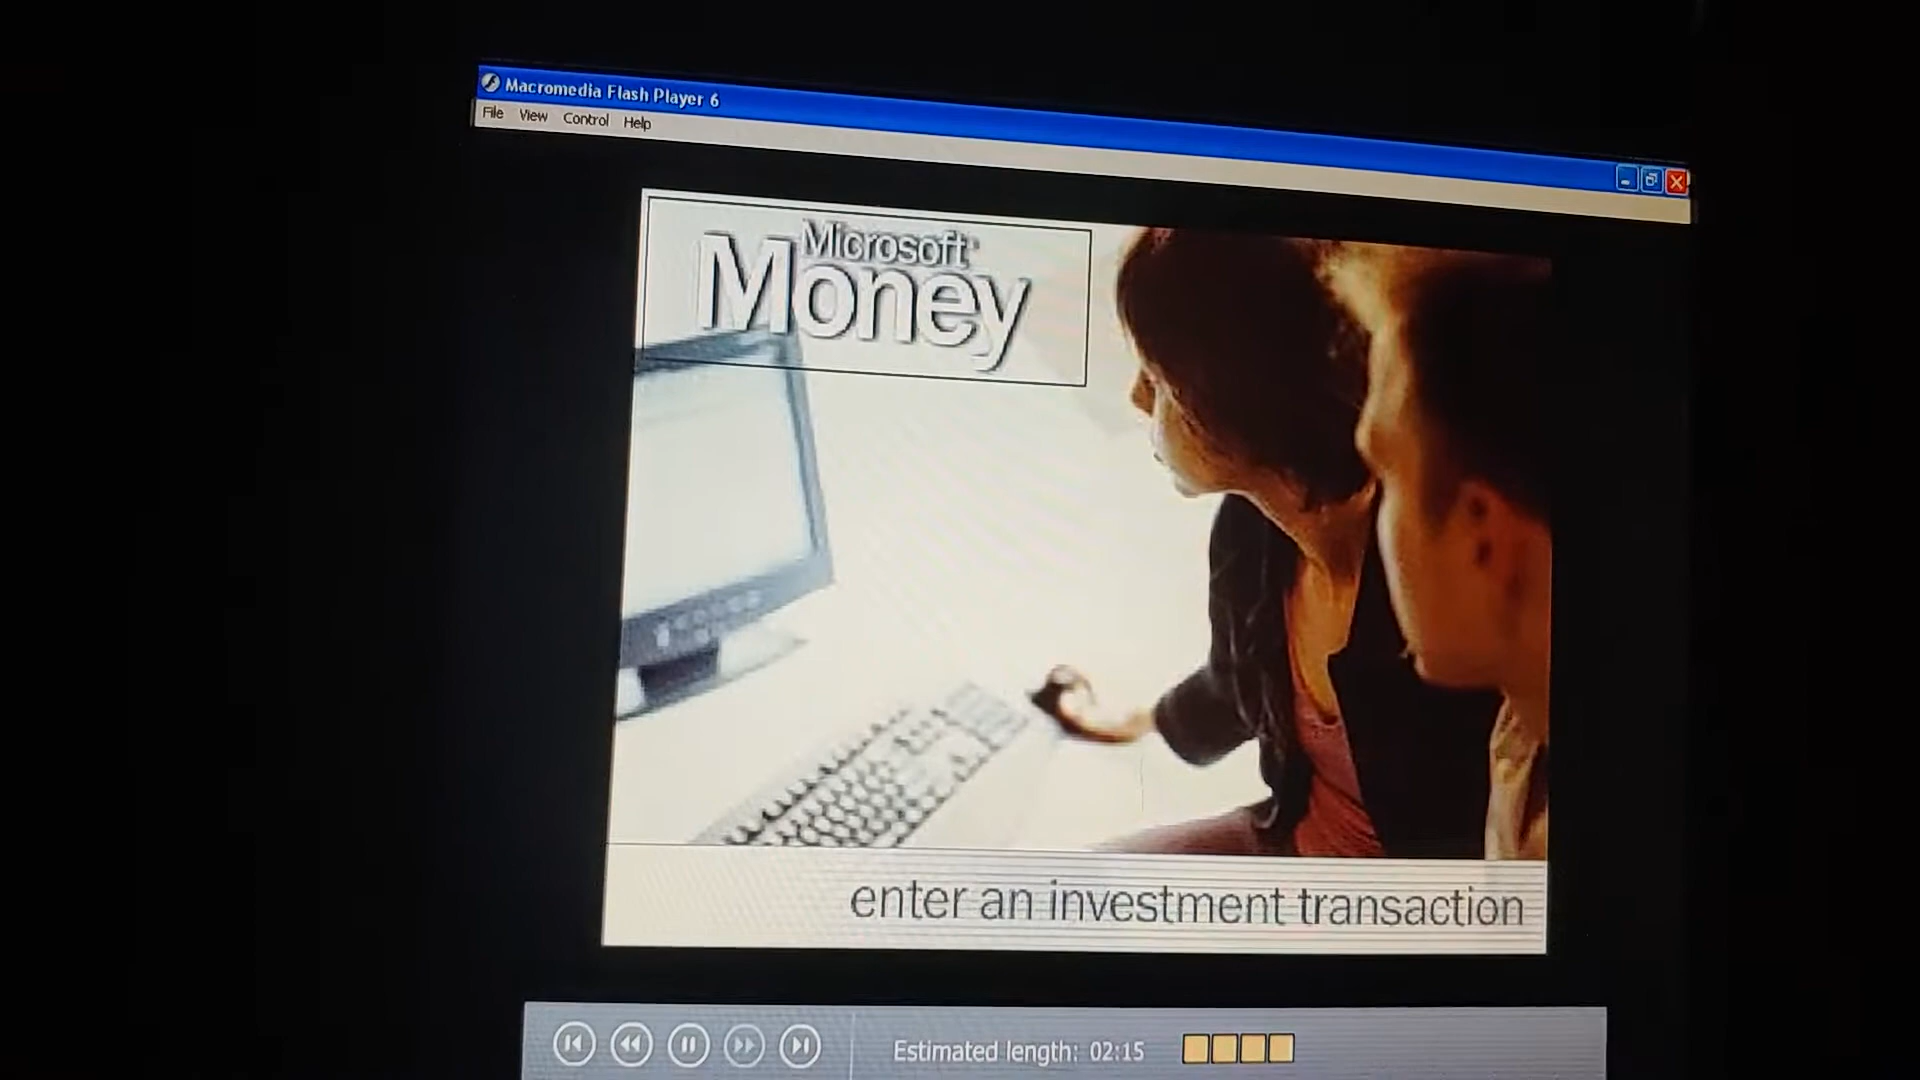 Macromedia Flash Player 6
File View Control Help
Microsoft®
Money
enter an investment transaction
Estimated length: 02:15